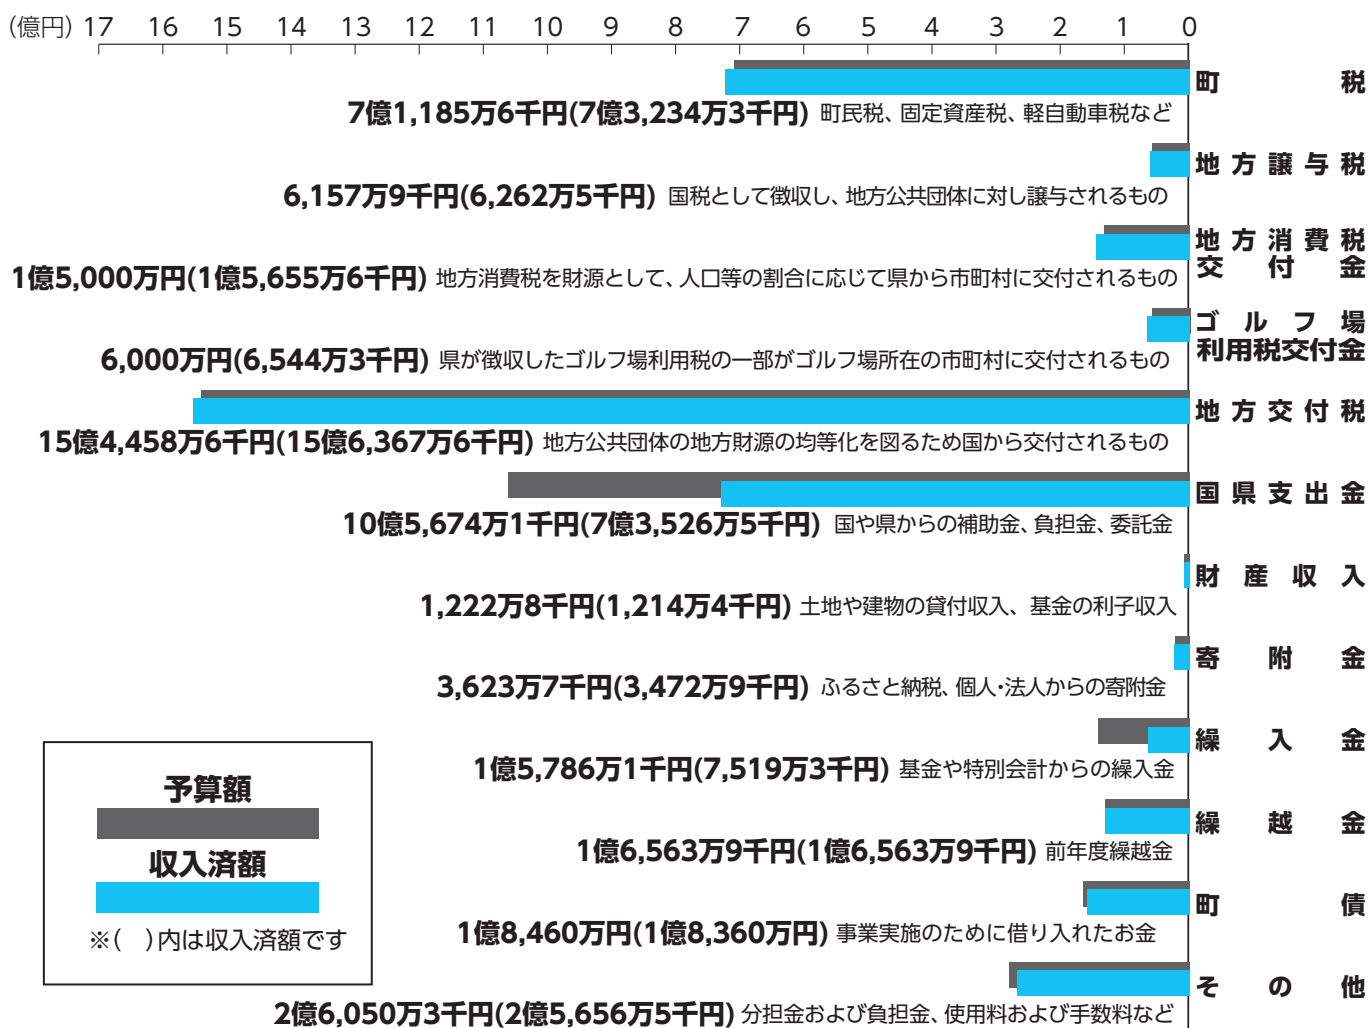 (億円) 17 16 15 14 13 12 11 10 9 8 7 6 5 4 3 2 1 0
町税
7億1,185万6千円(7億3,234万3千円) 町民税、固定資産税、軽自動車税など
地方譲与税
6,157万9千円(6,262万5千円) 国税として徴収し、地方公共団体に対し譲与されるもの
地方消費税
交付金
1億5,000万円(1億5,655万6千円) 地方消費税を財源として、人口等の割合に応じて県から市町村に交付されるもの
ゴルフ場
利用税交付金
6,000万円(6,544万3千円) 県が徴収したゴルフ場利用税の一部がゴルフ場所在の市町村に交付されるもの
地方交付税
15億4,458万6千円(15億6,367万6千円) 地方公共団体の地方財源の均等化を図るため国から交付されるもの
国県支出金
10億5,674万1千円(7億3,526万5千円) 国や県からの補助金、負担金、委託金
財産収入
1,222万8千円(1,214万4千円) 土地や建物の貸付収入、基金の利子収入
寄附金
3,623万7千円(3,472万9千円) ふるさと納税、個人・法人からの寄附金
繰入金
1億5,786万1千円(7,519万3千円) 基金や特別会計からの繰入金
繰越金
1億6,563万9千円(1億6,563万9千円) 前年度繰越金
町債
1億8,460万円(1億8,360万円) 事業実施のために借り入れたお金
その他
2億6,050万3千円(2億5,656万5千円) 分担金および負担金、使用料および手数料など
予算額
収入済額
※( )内は収入済額です